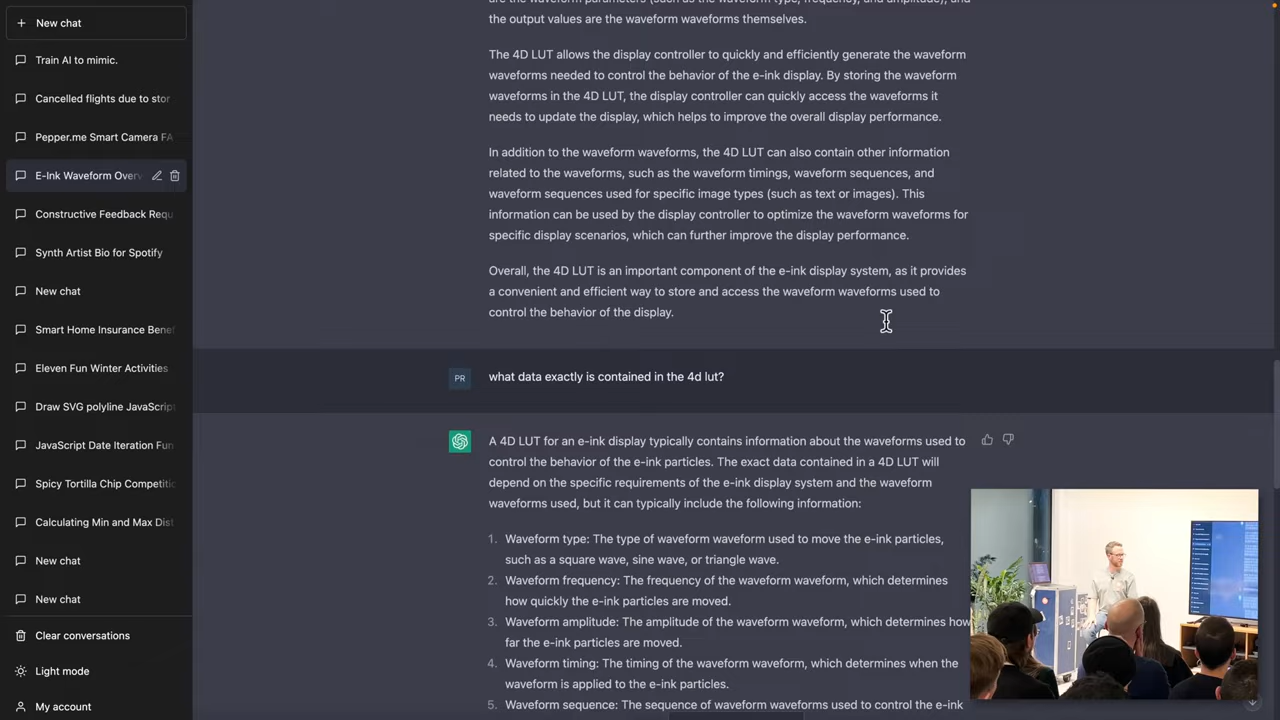 New chat
Train AI to mimic.
Cancelled flights due to stor
Pepper.me Smart Camera FA
E-Ink Waveform Over
Constructive Feedback Requ
Synth Artist Bio for Spotify
New chat
Smart Home Insurance Bene
Eleven Fun Winter Activities
Draw SVG polyline JavaScript
JavaScript Date Iteration Fun
Spicy Tortilla Chip Competitic
Calculating Min and Max Dist
New chat
New chat
Clear conversations
Light mode
My account
are the waveform parameters (such as the waveform type, frequency, and amplitude), and
the output values are the waveform waveforms themselves.
The 4D LUT allows the display controller to quickly and efficiently generate the waveform
waveforms needed to control the behavior of the e-ink display. By storing the waveform
waveforms in the 4D LUT, the display controller can quickly access the waveforms it
needs to update the display, which helps to improve the overall display performance.
In addition to the waveform waveforms, the 4D LUT can also contain other information
related to the waveforms, such as the waveform timings, waveform sequences, and
waveform sequences used for specific image types (such as text or images). This
information can be used by the display controller to optimize the waveform waveforms for
specific display scenarios, which can further improve the display performance.
Overall, the 4D LUT is an important component of the e-ink display system, as it provides
a convenient and efficient way to store and access the waveform waveforms used to
control the behavior of the display.
PR
what data exactly is contained in the 4d lut?
A 4D LUT for an e-ink display typically contains information about the waveforms used to
control the behavior of the e-ink particles. The exact data contained in a 4D LUT will
depend on the specific requirements of the e-ink display system and the waveform
waveforms used, but it can typically include the following information:
1. Waveform type: The type of waveform waveform used to move the e-ink particles,
such as a square wave, sine wave, or triangle wave.
2. Waveform frequency: The frequency of the waveform waveform, which determines
how quickly the e-ink particles are moved.
3. Waveform amplitude: The amplitude of the waveform waveform, which determines how
far the e-ink particles are moved.
4. Waveform timing: The timing of the waveform waveform, which determines when the
waveform is applied to the e-ink particles.
5. Waveform sequence: The sequence of waveform waveforms used to control the e-ink